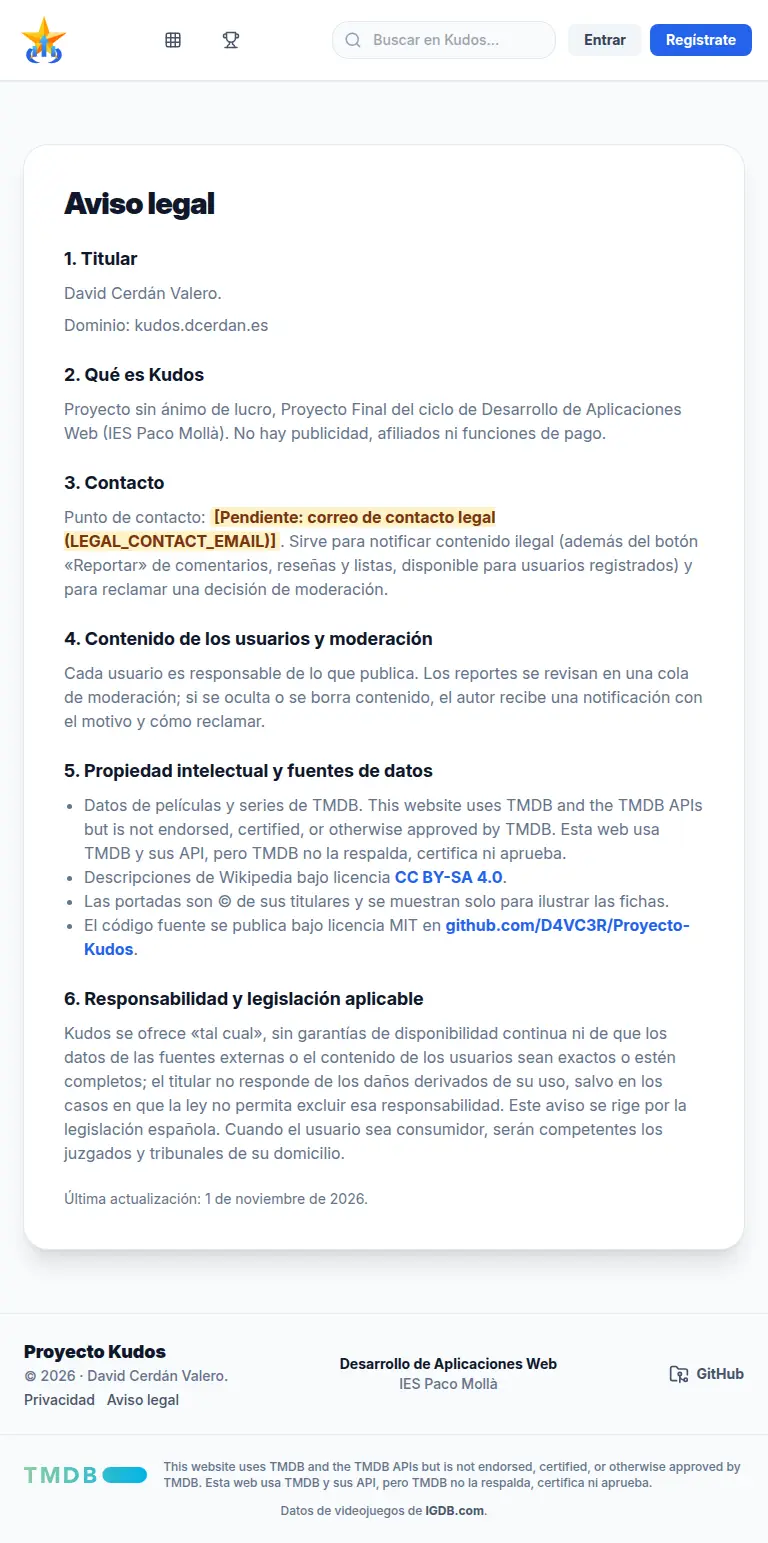 Buscar en Kudos...
Entrar
Regístrate
Aviso legal
1. Titular
David Cerdán Valero.
Dominio: kudos.dcerdan.es
2. Qué es Kudos
Proyecto sin ánimo de lucro, Proyecto Final del ciclo de Desarrollo de Aplicaciones
Web (IES Paco Mollà). No hay publicidad, afiliados ni funciones de pago.
3. Contacto
Punto de contacto: [Pendiente: correo de contacto legal
(LEGAL_CONTACT_EMAIL)] . Sirve para notificar contenido ilegal (además del botón
«Reportar» de comentarios, reseñas y listas, disponible para usuarios registrados) y
para reclamar una decisión de moderación.
4. Contenido de los usuarios y moderación
Cada usuario es responsable de lo que publica. Los reportes se revisan en una cola
de moderación; si se oculta o se borra contenido, el autor recibe una notificación con
el motivo y cómo reclamar.
5. Propiedad intelectual y fuentes de datos
• Datos de películas y series de TMDB. This website uses TMDB and the TMDB APIs
but is not endorsed, certified, or otherwise approved by TMDB. Esta web usa
TMDB y sus API, pero TMDB no la respalda, certifica ni aprueba.
• Descripciones de Wikipedia bajo licencia CC BY-SA 4.0.
• Las portadas son © de sus titulares y se muestran solo para ilustrar las fichas.
• El código fuente se publica bajo licencia MIT en github.com/D4VC3R/Proyecto-
Kudos.
6. Responsabilidad y legislación aplicable
Kudos se ofrece «tal cual», sin garantías de disponibilidad continua ni de que los
datos de las fuentes externas o el contenido de los usuarios sean exactos o estén
completos; el titular no responde de los daños derivados de su uso, salvo en los
casos en que la ley no permita excluir esa responsabilidad. Este aviso se rige por la
legislación española. Cuando el usuario sea consumidor, serán competentes los
juzgados y tribunales de su domicilio.
Última actualización: 1 de noviembre de 2026.
Proyecto Kudos
© 2026 · David Cerdán Valero.
Privacidad Aviso legal
Desarrollo de Aplicaciones Web
IES Paco Mollà
GitHub
TMDB
This website uses TMDB and the TMDB APIs but is not endorsed, certified, or otherwise approved by
TMDB. Esta web usa TMDB y sus API, pero TMDB no la respalda, certifica ni aprueba.
Datos de videojuegos de IGDB.com.